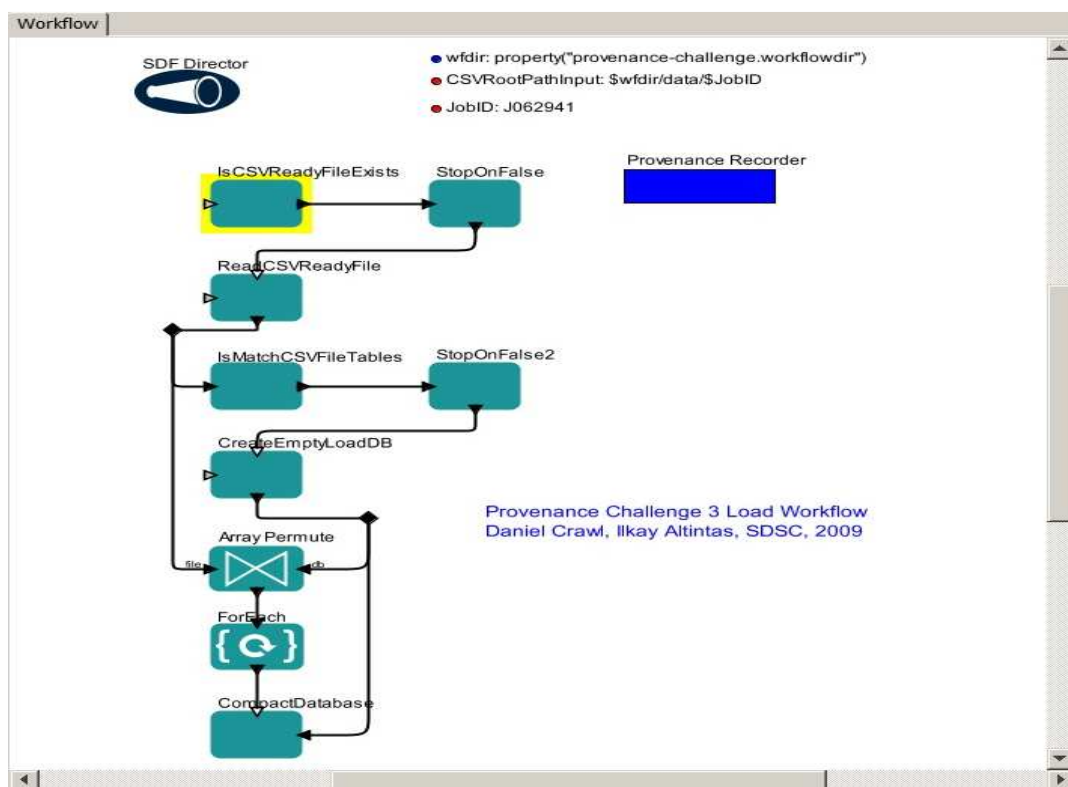 Workflow
SDF Director
wfdir: property("provenance-challenge.workflowdir")
CSVRootPathInput: $wfdir/data/$JobID
JobID: J062941
IsCSVReadyFileExists
StopOnFalse
Provenance Recorder
ReadCSVReadyFile
IsMatchCSVFileTables
StopOnFalse2
CreateEmptyLoadDB
Provenance Challenge 3 Load Workflow
Daniel Crawl, Ilkay Altintas, SDSC, 2009
Array Permute
file
db
ForEach
CompactDatabase